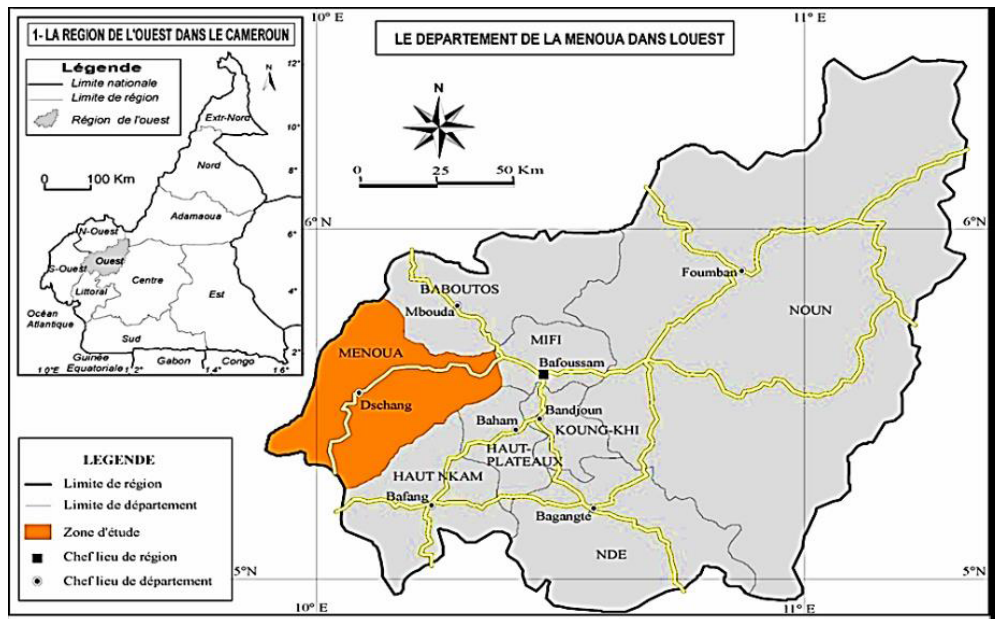 1- LA REGION DE L'OUEST DANS LE CAMEROUN
Légende
Limite nationale
Limite de région
Région de l'ouest
N
12°
10°
8°
6°
4°
2°
0
100 Km
Extr-Nord
Nord
Adamaoua
N-Ouest
S-Ouest
Ouest
Littoral
Centre
Est
Océan
Atlantique
Sud
Guinée
Equatoriale
Gabon
Congo
10°E
12°
14°
16°
10° E
11°
LE DEPARTEMENT DE LA MENOUA DANS LOUEST
N
0
25
50 Km
6° N
Foumban
NOUN
BABOUTOS
Mbouda
MIFI
MENOUA
Bafoussam
Dschang
Bandjoun
Baham
KOUNG-KHI
HAUT-
PLATEAUX
HAUT NKAM
Bafang
Bagangté
NDE
LEGENDE
Limite de région
Limite de département
Zone d'étude
Chef lieu de région
Chef lieu de département
5°N
5°N
10° E
11° E